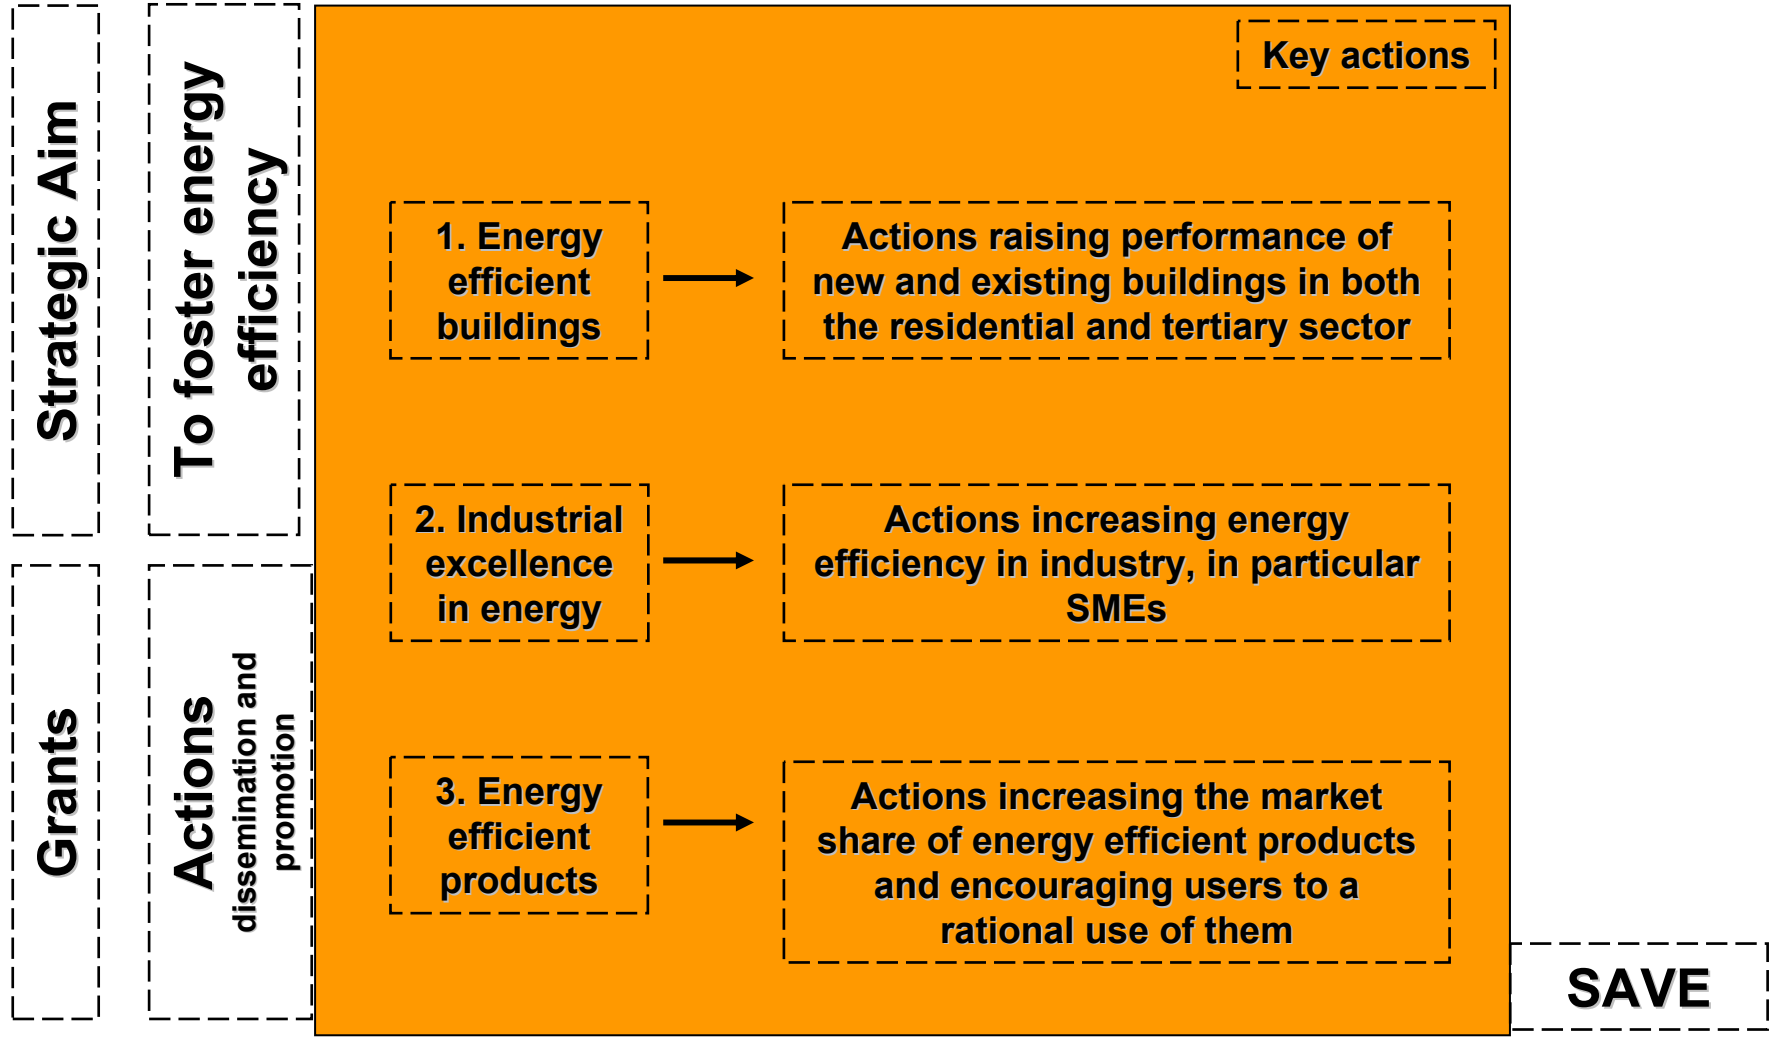 Strategic Aim
To foster energy
efficiency
Grants
Actions
dissemination and
promotion
Key actions
1. Energy
efficient
buildings
Actions raising performance of
new and existing buildings in both
the residential and tertiary sector
2. Industrial
excellence
in energy
Actions increasing energy
efficiency in industry, in particular
SMEs
3. Energy
efficient
products
Actions increasing the market
share of energy efficient products
and encouraging users to a
rational use of them
SAVE